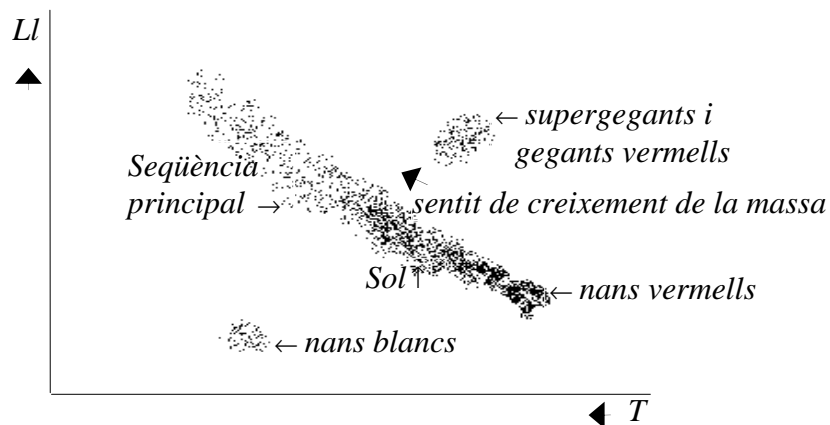 Ll
← supergegants i
gegants vermells
Seqüència
principal →
sentit de creixement de la massa
Sol ↑
← nans vermells
← nans blancs
T